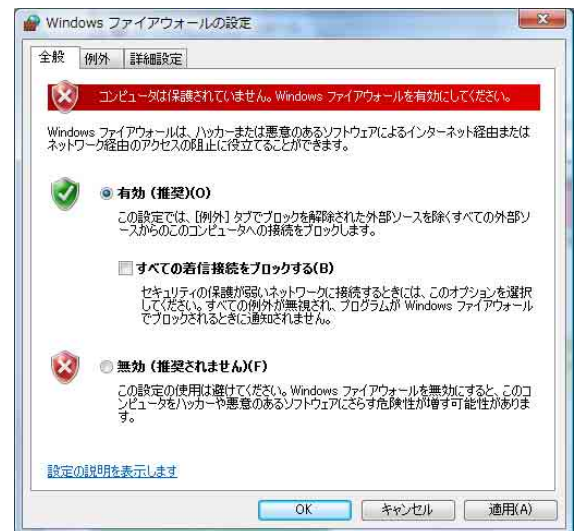 Windows ファイアウォールの設定
全般 例外 詳細設定
コンピュータは保護されていません。Windows ファイアウォールを有効にしてください。
Windows ファイアウォールは、ハッカーまたは悪意のあるソフトウェアによるインターネット経由または
ネットワーク経由のアクセスの阻止に役立てることができます。
有効 (推奨)(O)
この設定では、[例外] タブでブロックを解除された外部ソースを除くすべての外部ソ
ースからのこのコンピュータへの接続をブロックします。
すべての着信接続をブロックする(B)
セキュリティの保護が弱いネットワークに接続するときには、このオプションを選択
してください。すべての例外が無視され、プログラムが Windows ファイアウォール
でブロックされるときに通知されません。
無効 (推奨されません)(F)
この設定の使用は避けてください。Windows ファイアウォールを無効にすると、このコ
ンピュータをハッカーや悪意のあるソフトウェアにさらす危険性が増す可能性がありま
す。
設定の説明を表示します
OK キャンセル 適用(A)